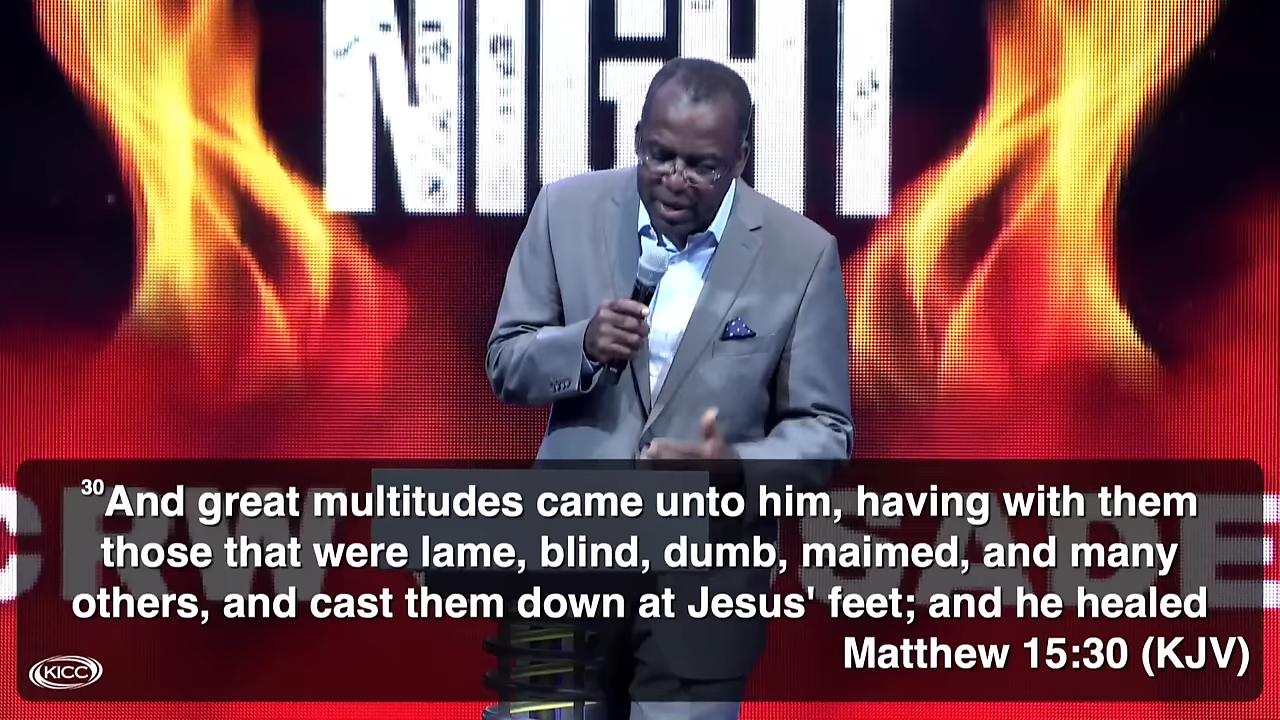 NIGHT
30And great multitudes came unto him, having with them
those that were lame, blind, dumb, maimed, and many
others, and cast them down at Jesus' feet; and he healed
Matthew 15:30 (KJV)
KICC